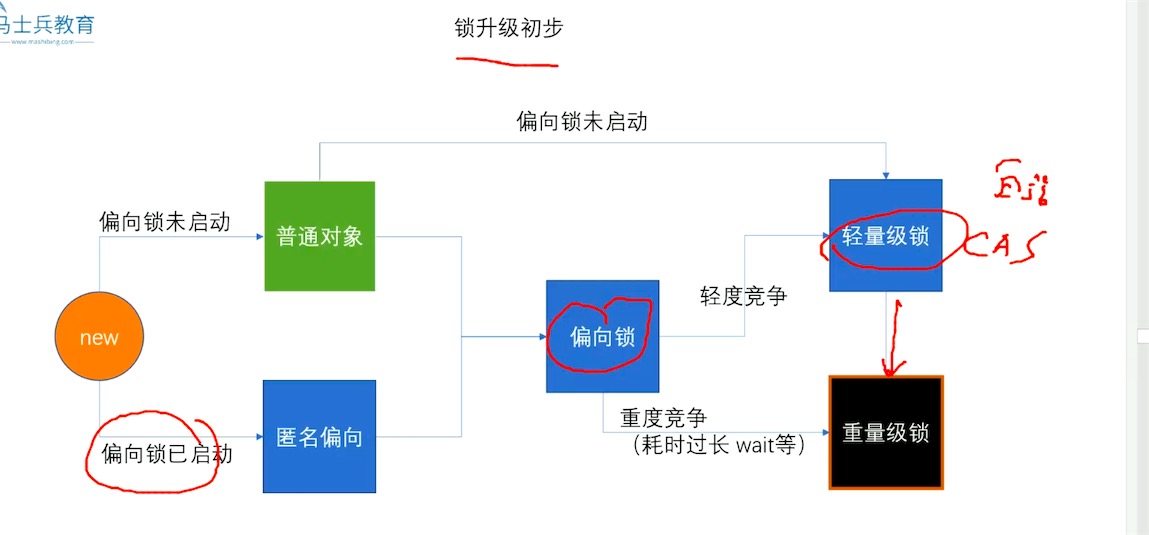 马士兵教育
www.mashibing.com
锁升级初步
偏向锁未启动
偏向锁未启动
普通对象
轻量级锁
CAS
轻度竞争
new
偏向锁
偏向锁已启动
匿名偏向
重度竞争
（耗时过长 wait等）
重量级锁